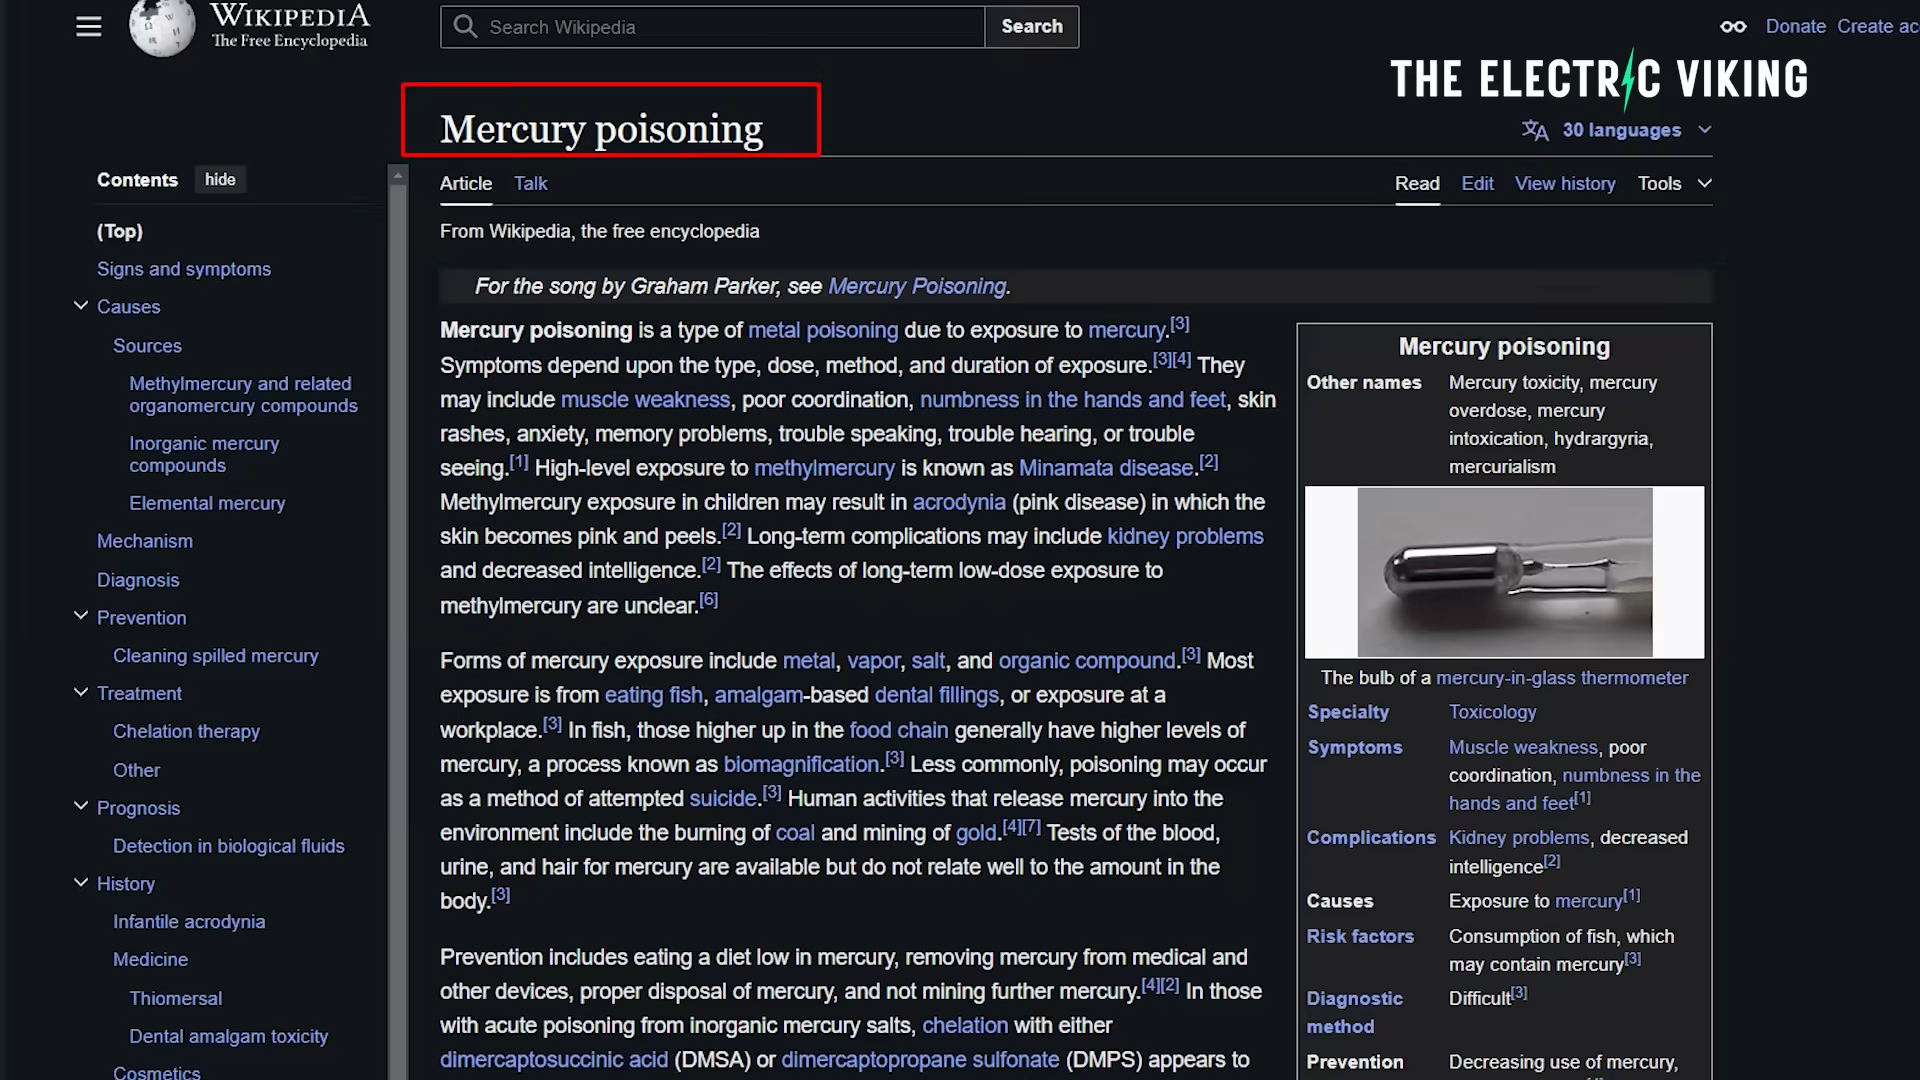 WIKIPEDIA
The Free Encyclopedia
Search Wikipedia
Search
Donate Create acc
THE ELECTRIC VIKING
Mercury poisoning
30 languages
Contents hide
(Top)
Signs and symptoms
Causes
Sources
Methylmercury and related
organomercury compounds
Inorganic mercury
compounds
Elemental mercury
Mechanism
Diagnosis
Prevention
Cleaning spilled mercury
Treatment
Chelation therapy
Other
Prognosis
Detection in biological fluids
History
Infantile acrodynia
Medicine
Thiomersal
Dental amalgam toxicity
Cosmetics
Article Talk
Read Edit View history Tools
From Wikipedia, the free encyclopedia
For the song by Graham Parker, see Mercury Poisoning.
Mercury poisoning is a type of metal poisoning due to exposure to mercury.[3]
Symptoms depend upon the type, dose, method, and duration of exposure.[3][4] They
may include muscle weakness, poor coordination, numbness in the hands and feet, skin
rashes, anxiety, memory problems, trouble speaking, trouble hearing, or trouble
seeing.[1] High-level exposure to methylmercury is known as Minamata disease.[2]
Methylmercury exposure in children may result in acrodynia (pink disease) in which the
skin becomes pink and peels.[2] Long-term complications may include kidney problems
and decreased intelligence.[2] The effects of long-term low-dose exposure to
methylmercury are unclear.[6]
Forms of mercury exposure include metal, vapor, salt, and organic compound.[3] Most
exposure is from eating fish, amalgam-based dental fillings, or exposure at a
workplace.[3] In fish, those higher up in the food chain generally have higher levels of
mercury, a process known as biomagnification.[3] Less commonly, poisoning may occur
as a method of attempted suicide.[3] Human activities that release mercury into the
environment include the burning of coal and mining of gold.[4][7] Tests of the blood,
urine, and hair for mercury are available but do not relate well to the amount in the
body.[3]
Prevention includes eating a diet low in mercury, removing mercury from medical and
other devices, proper disposal of mercury, and not mining further mercury.[4][2] In those
with acute poisoning from inorganic mercury salts, chelation with either
dimercaptosuccinic acid (DMSA) or dimercaptopropane sulfonate (DMPS) appears to
Mercury poisoning
Other names Mercury toxicity, mercury
overdose, mercury
intoxication, hydrargyria,
mercurialism
The bulb of a mercury-in-glass thermometer
Specialty Toxicology
Symptoms Muscle weakness, poor
coordination, numbness in the
hands and feet[1]
Complications Kidney problems, decreased
intelligence[2]
Causes Exposure to mercury[1]
Risk factors Consumption of fish, which
may contain mercury[3]
Diagnostic Difficult[3]
method
Prevention Decreasing use of mercury,